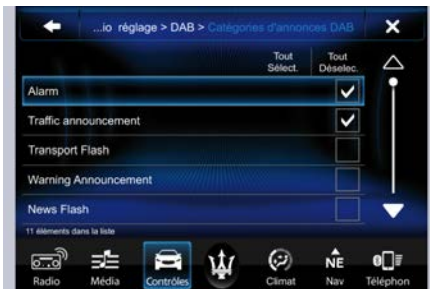 ...io réglage > DAB > Catégories d'annonces DAB
Tout Sélect.
Tout Déselec.
Alarm
Traffic announcement
Transport Flash
Warning Announcement
News Flash
11 éléments dans la liste
NE
Radio Média Contrôles Climat Nav Téléphon